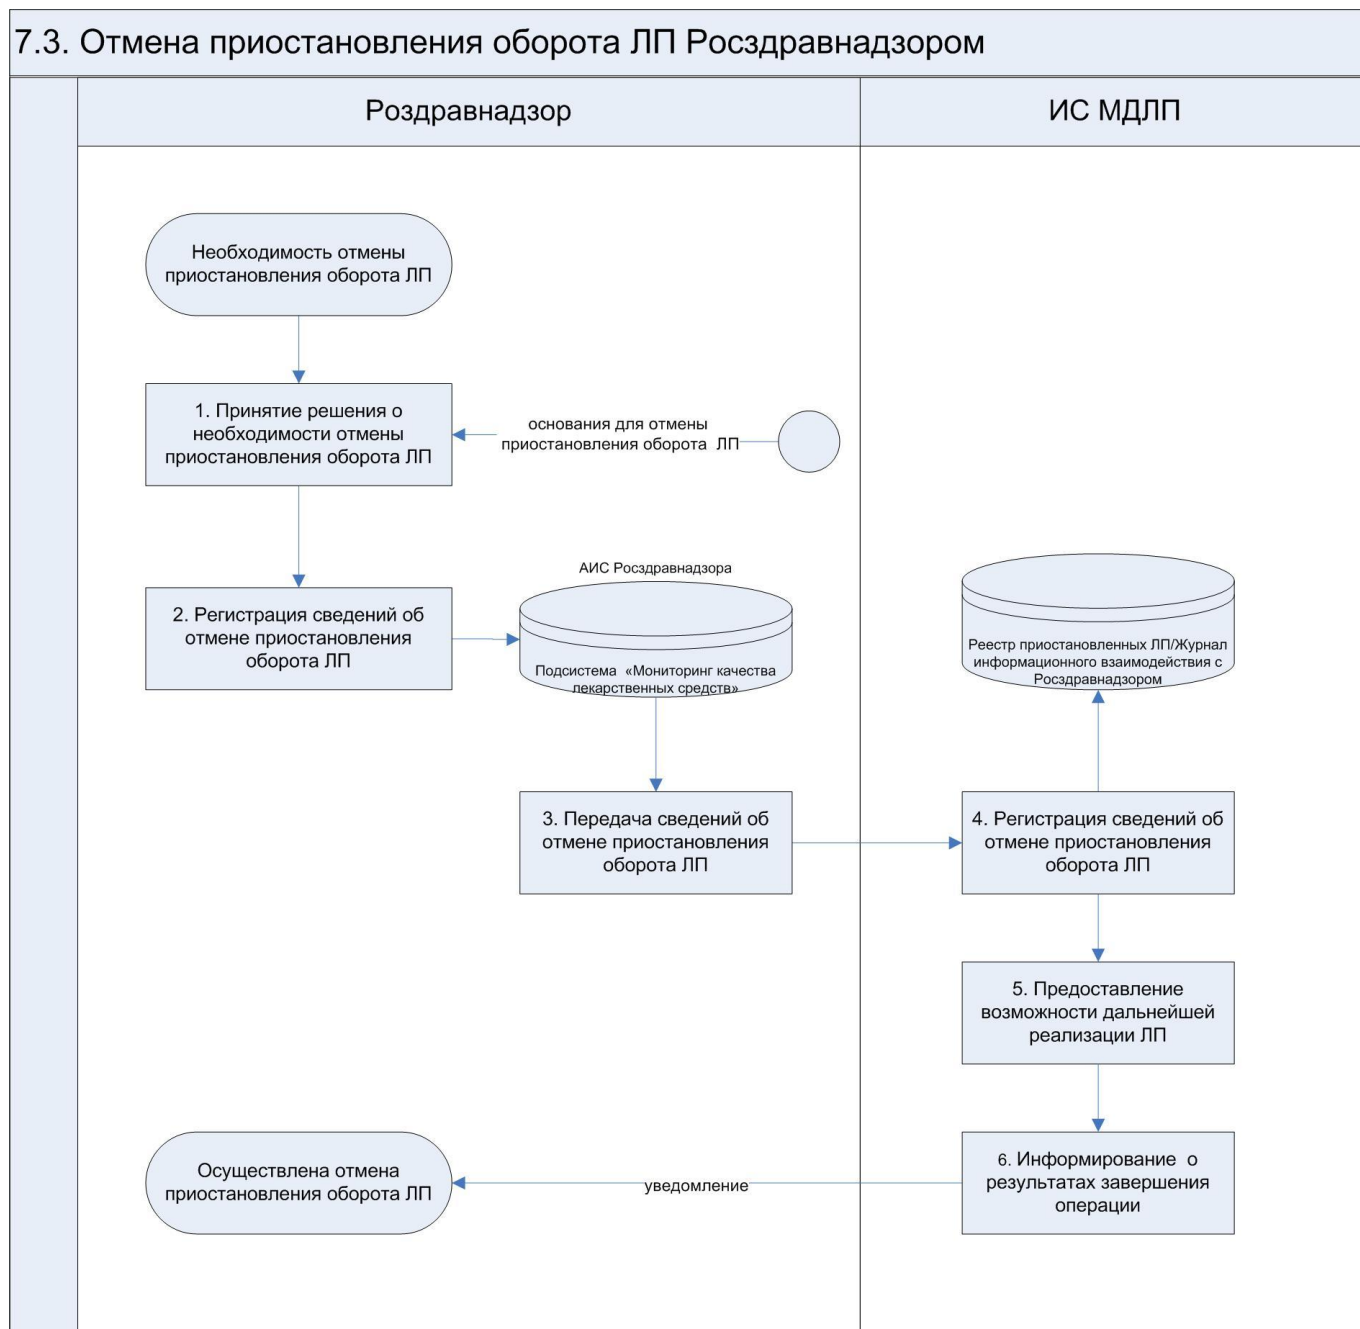 7.3. Отмена приостановления оборота ЛП Росздравнадзором
Роздравнадзор
ИС МДЛП
Необходимость отмены
приостановления оборота ЛП
1. Принятие решения о
необходимости отмены
приостановления оборота ЛП
основания для отмены
приостановления оборота ЛП
2. Регистрация сведений об
отмене приостановления
оборота ЛП
АИС Росздравнадзора
Подсистема «Мониторинг качества
лекарственных средств»
Реестр приостановленных ЛП/Журнал
информационного взаимодействия с
Росздравнадзором
3. Передача сведений об
отмене приостановления
оборота ЛП
4. Регистрация сведений об
отмене приостановления
оборота ЛП
5. Предоставление
возможности дальнейшей
реализации ЛП
6. Информирование о
результатах завершения
операции
уведомление
Осуществлена отмена
приостановления оборота ЛП